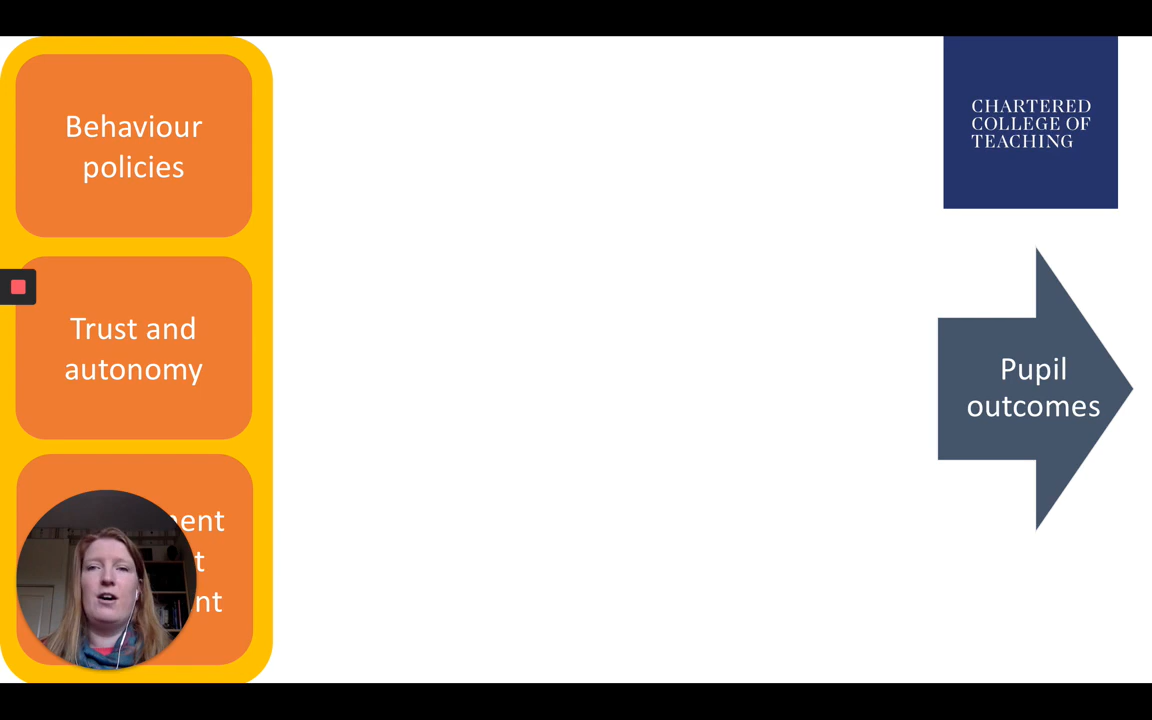 Behaviour
policies
Trust and
autonomy
CHARTERED
COLLEGE OF
TEACHING
Pupil
outcomes